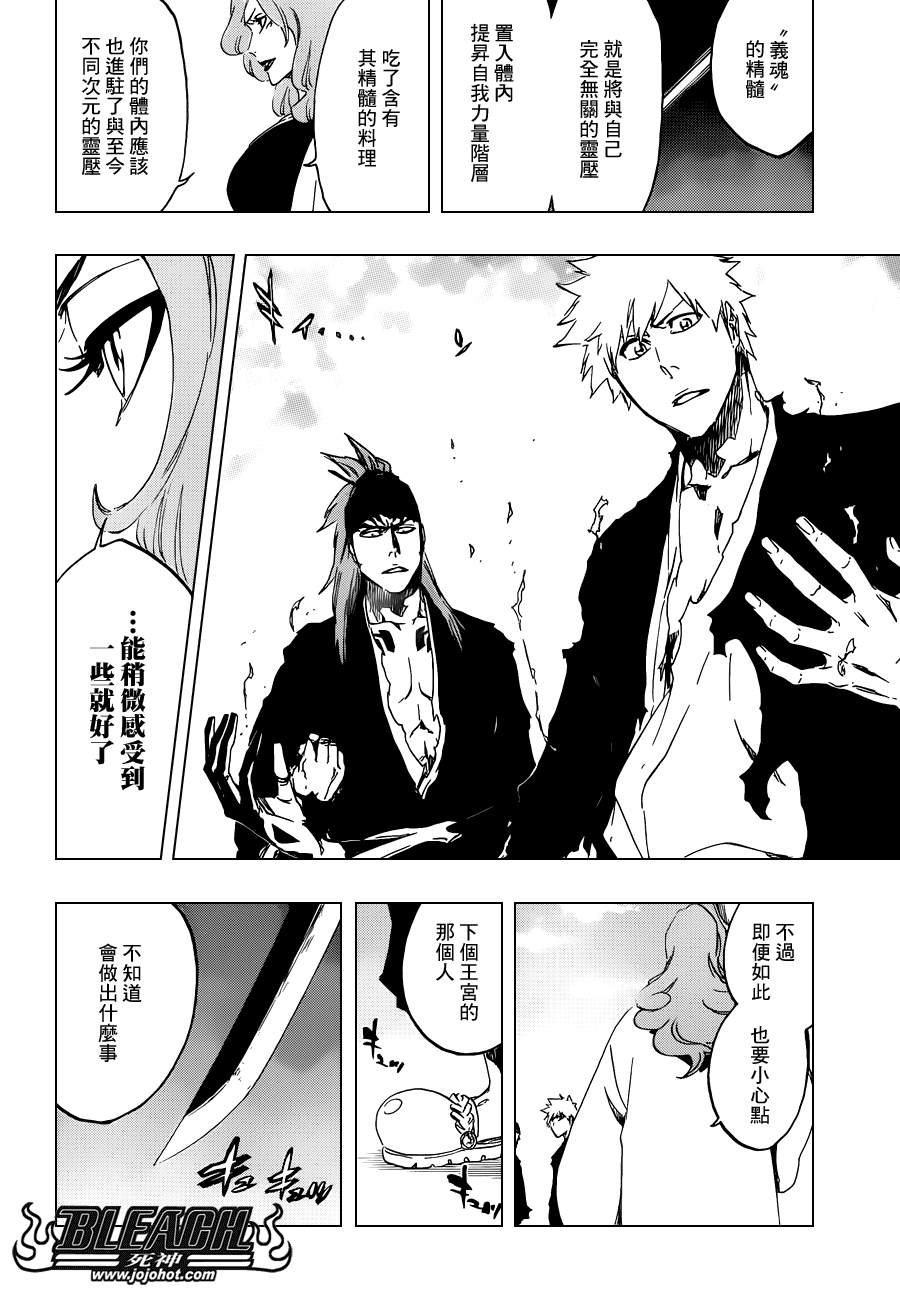 〝義魂〟
的精髓
就是將與自己
完全無關的靈壓
置入體內
提昇自我力量階層
吃了含有
其精髓的料理
你們的體內應該
也進駐了與至今
不同次元的靈壓
…能稍微感受到
一些就好了
不過
即便如此 也要小心點
下個王宮的
那個人
不知道
會做出什麼事
BLEACH
死神
www.jojohot.com